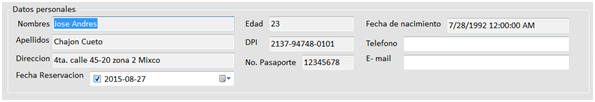 Datos personales
Nombres Jose Andres Edad 23 Fecha de nacimiento 7/28/1992 12:00:00 AM
Apellidos Chajon Cueto DPI 2137-94748-0101 Telefono
Direccion 4ta. calle 45-20 zona 2 Mixco No. Pasaporte 12345678 E- mail
Fecha Reservacion 2015-08-27